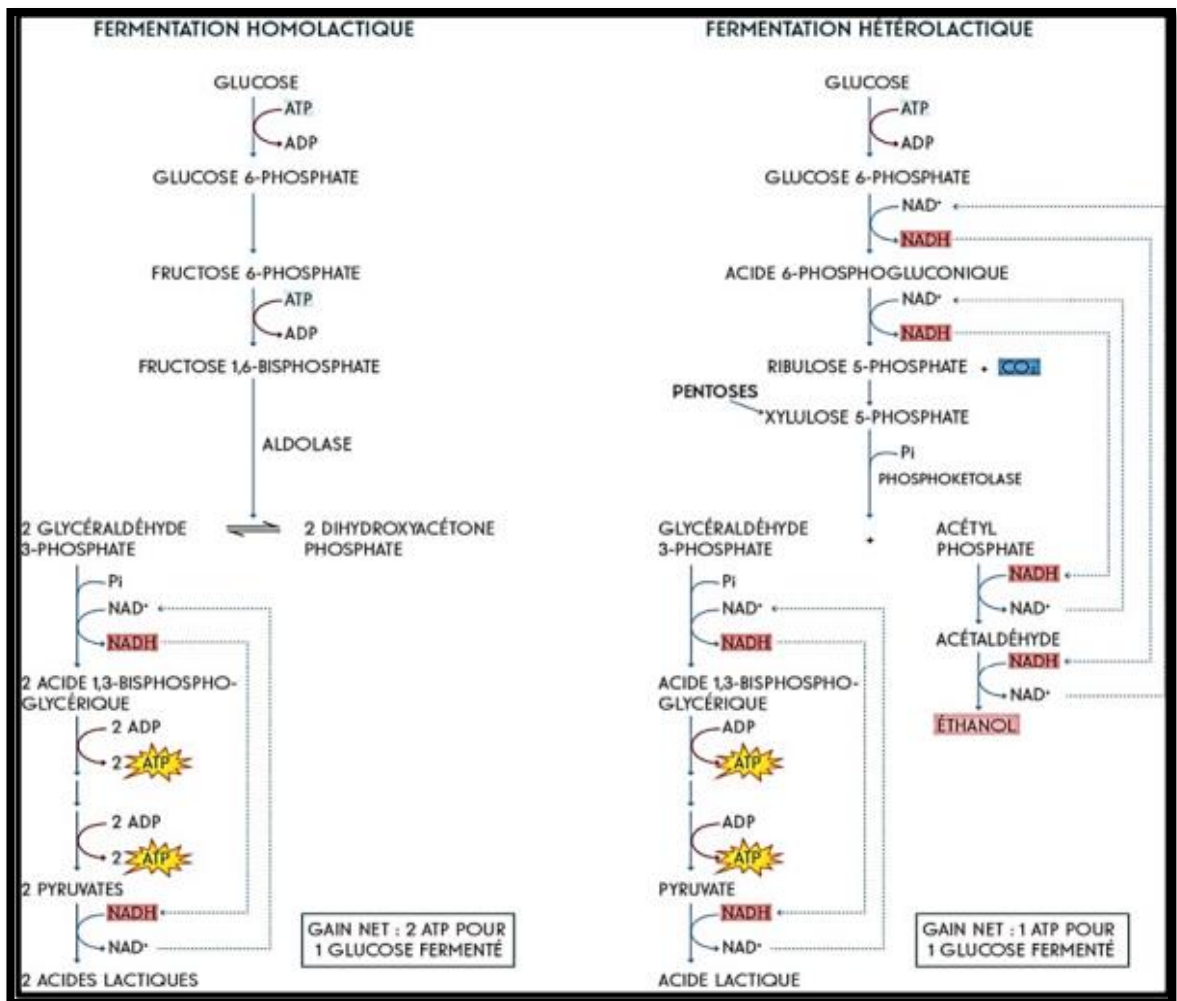 FERMENTATION HOMOLACTIQUE
GLUCOSE
ATP
ADP
GLUCOSE 6-PHOSPHATE
FRUCTOSE 6-PHOSPHATE
ATP
ADP
FRUCTOSE 1,6-BISPHOSPHATE
ALDOLASE
2 GLYCÉRALDÉHYDE
3-PHOSPHATE
2 DIHYDROXYACÉTONE
PHOSPHATE
Pi
NAD⁺
NADH
2 ACIDE 1,3-BISPHOSPHO-
GLYCÉRIQUE
2 ADP
2 ATP
2 ADP
2 ATP
2 PYRUVATES
NADH
NAD⁺
2 ACIDES LACTIQUES
GAIN NET : 2 ATP POUR
1 GLUCOSE FERMENTÉ
FERMENTATION HÉTÉROLACTIQUE
GLUCOSE
ATP
ADP
GLUCOSE 6-PHOSPHATE
NAD⁺
NADH
ACIDE 6-PHOSPHOGLUCONIQUE
NAD⁺
NADH
RIBULOSE 5-PHOSPHATE + CO₂
PENTOSES
XYLULOSE 5-PHOSPHATE
Pi
PHOSPHOKETOLASE
GLYCÉRALDÉHYDE
3-PHOSPHATE
+
ACÉTYL
PHOSPHATE
Pi
NAD⁺
NADH
ACIDE 1,3-BISPHOSPHO-
GLYCÉRIQUE
ADP
ATP
ADP
ATP
PYRUVATE
NADH
NAD⁺
ACIDE LACTIQUE
NADH
NAD⁺
ACÉTALDÉHYDE
NADH
NAD⁺
ÉTHANOL
GAIN NET : 1 ATP POUR
1 GLUCOSE FERMENTÉ